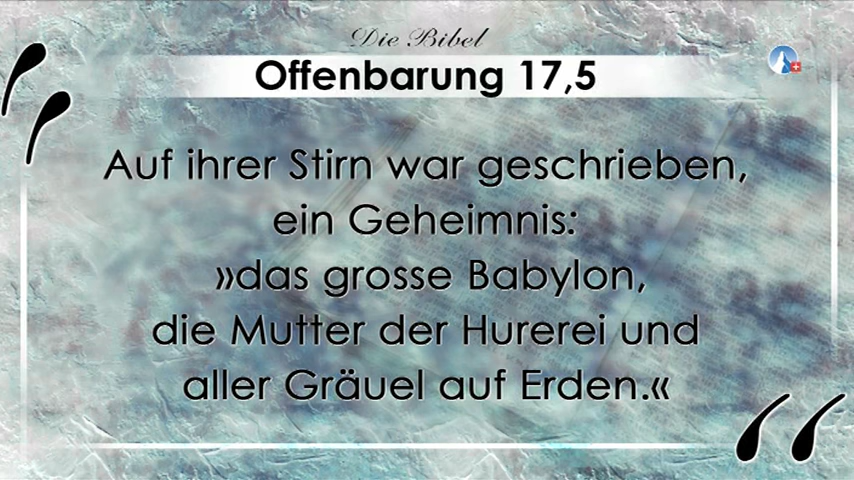 Die Bibel
Offenbarung 17,5
Auf ihrer Stirn war geschrieben,
ein Geheimnis:
»das grosse Babylon,
die Mutter der Hurerei und
aller Gräuel auf Erden.«